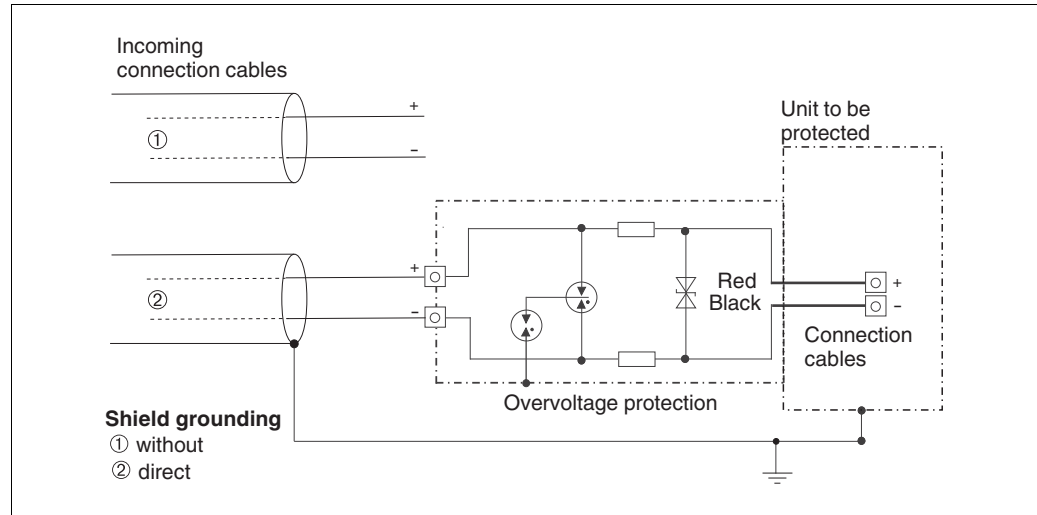 Incoming
connection cables
①
+
−
Unit to be
protected
②
+
−
Red
Black
+
−
Connection
cables
Overvoltage protection
Shield grounding
① without
② direct